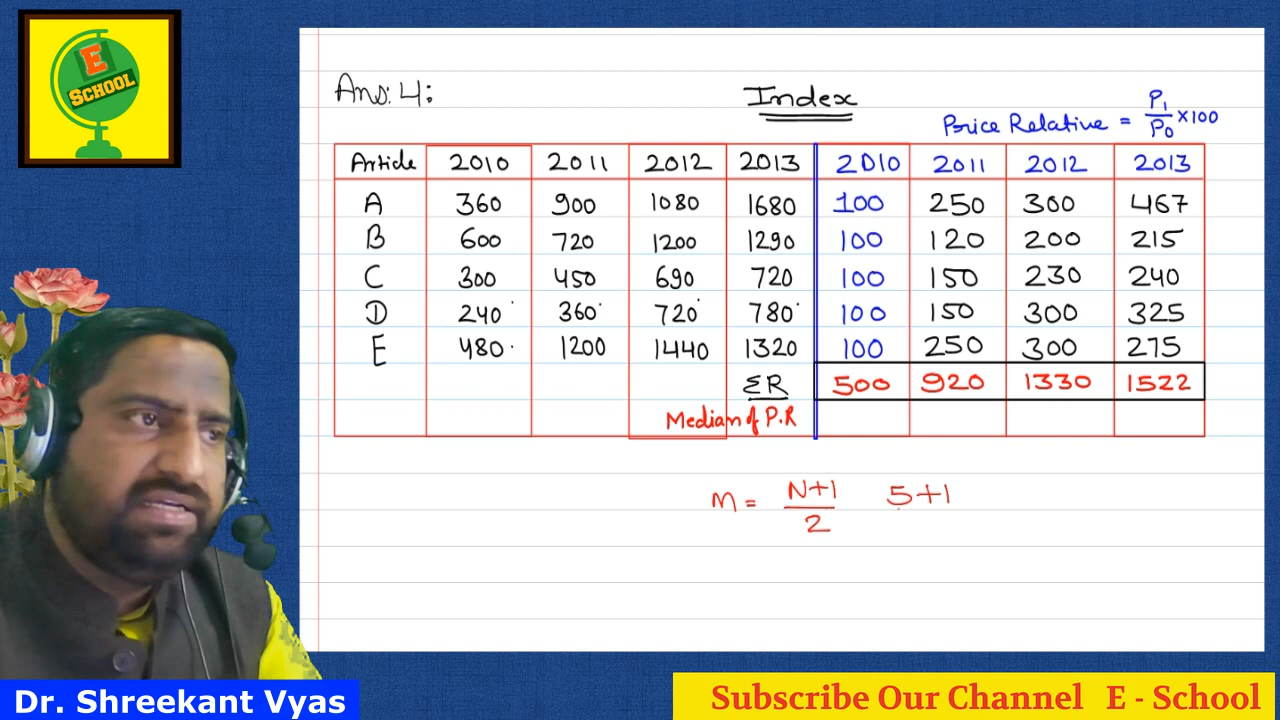 E
SCHOOL
Ans: 4:
Index
Price Relative = P1/P0 ×100
Article 2010 2011 2012 2013 2010 2011 2012 2013
A 360 900 1080 1680 100 250 300 467
B 600 720 1200 1290 100 120 200 215
C 300 450 690 720 100 150 230 240
D 240 360 720 780 100 150 300 325
E 480 1200 1440 1320 100 250 300 275
ΣR 500 920 1330 1522
Median of P.R
M = N+1/2 5+1
Dr. Shreekant Vyas
Subscribe Our Channel E - School